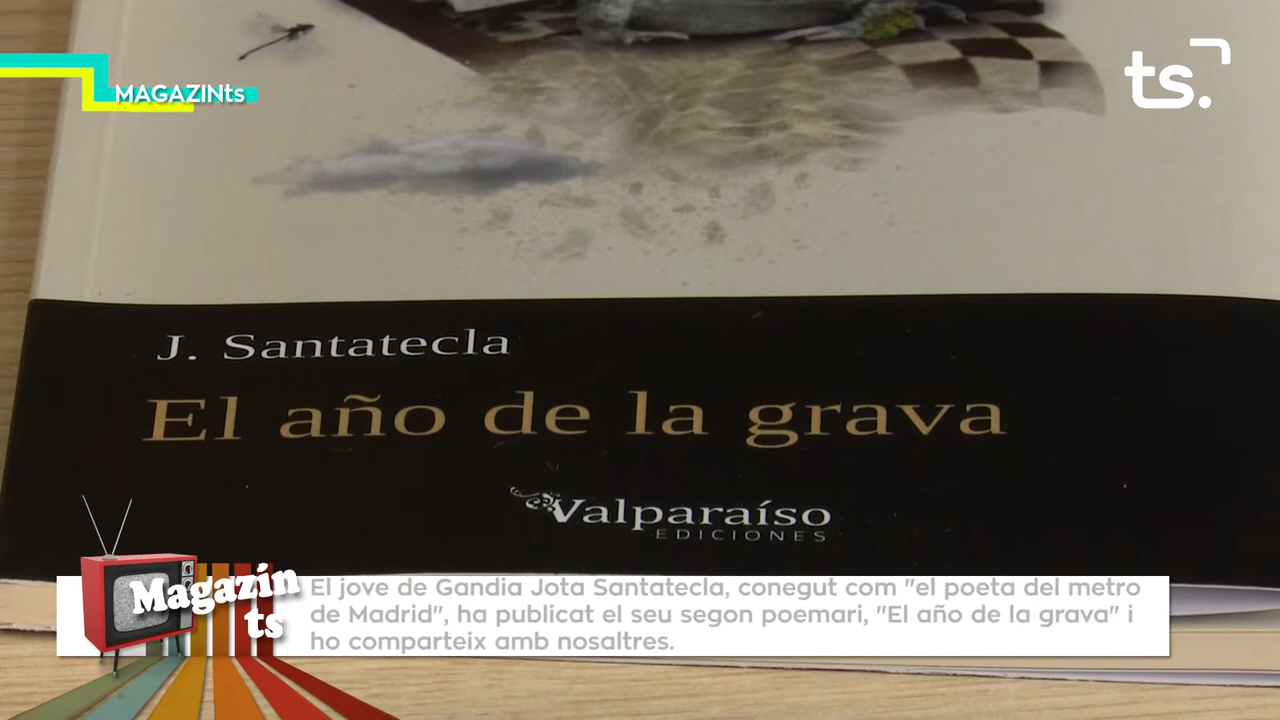 MAGAZINts
ts.
J. Santatecla
El año de la grava
Valparaíso
EDICIONES
Magazin
ts
El jove de Gandia Jota Santatecla, conegut com "el poeta del metro
de Madrid", ha publicat el seu segon poemari, "El año de la grava" i
ho comparteix amb nosaltres.